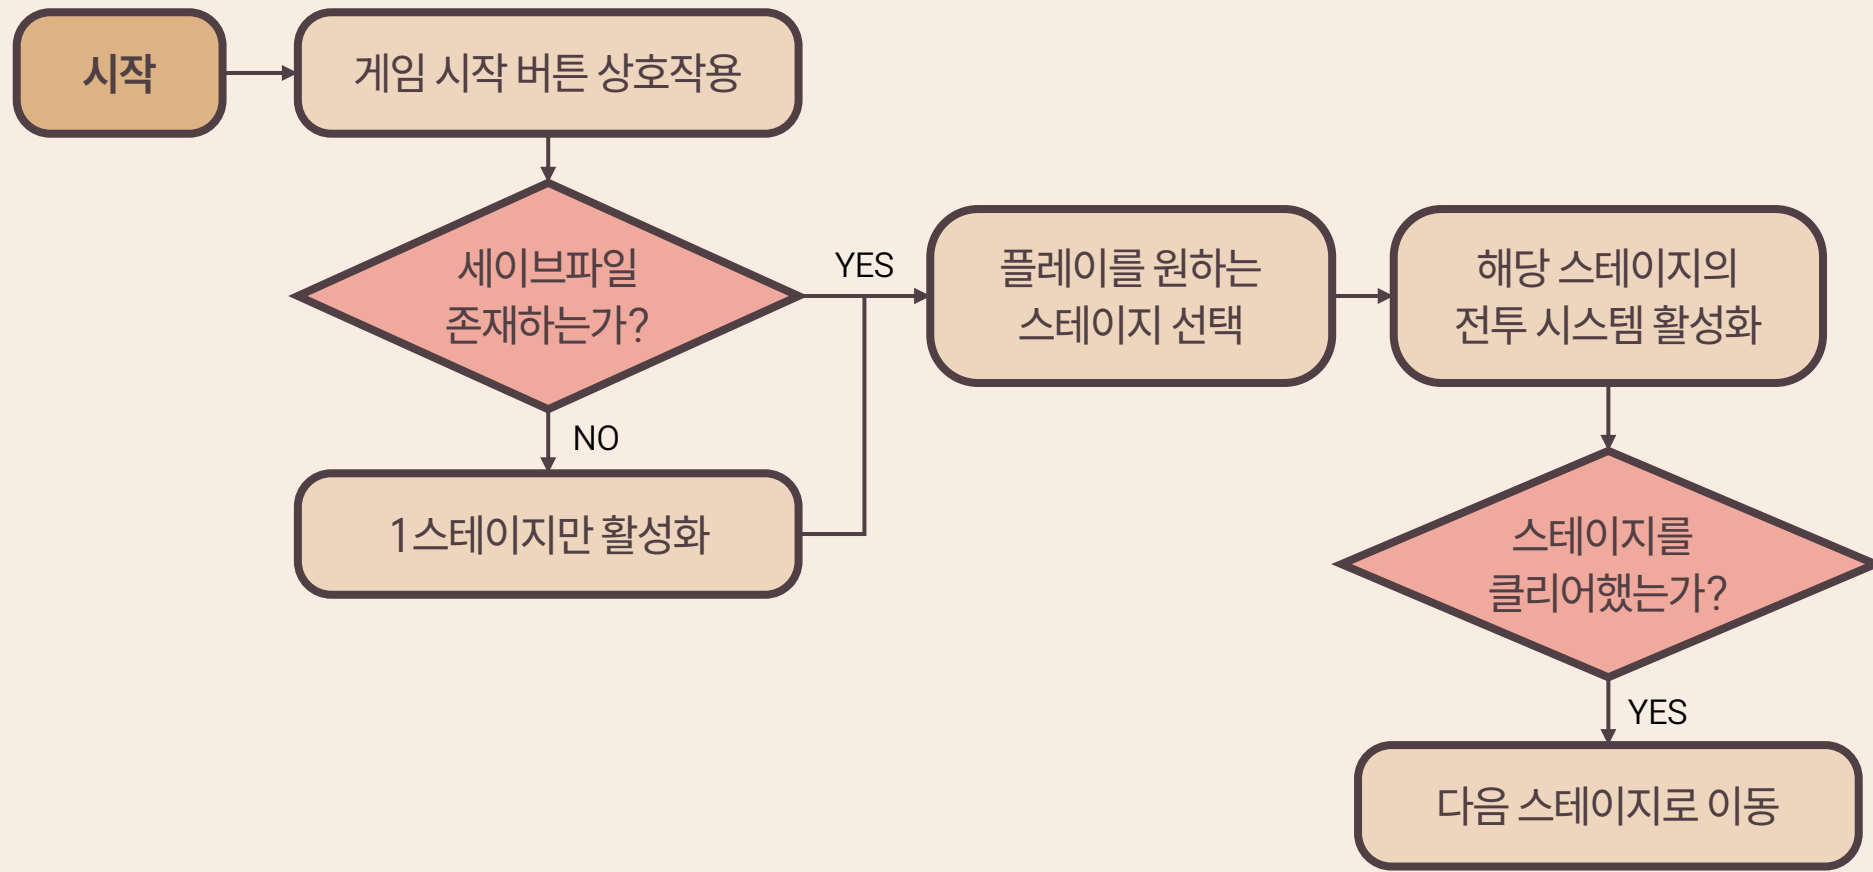 시작
게임 시작 버튼 상호작용
세이브파일
존재하는가?
YES
NO
1스테이지만 활성화
플레이를 원하는
스테이지 선택
해당 스테이지의
전투 시스템 활성화
스테이지를
클리어했는가?
YES
다음 스테이지로 이동